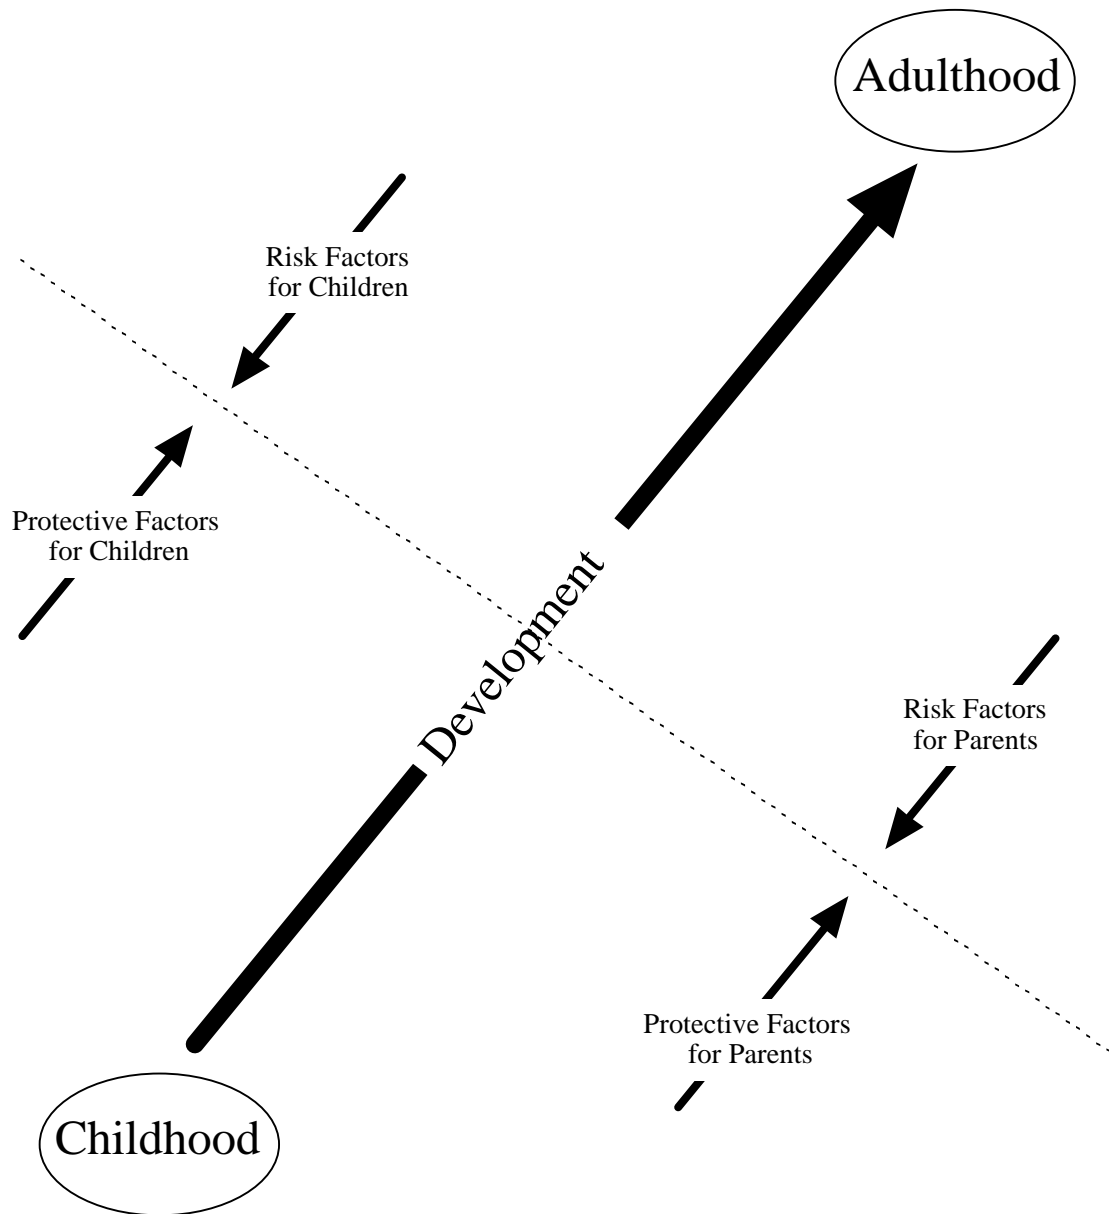 Adulthood
Risk Factors
for Children
Protective Factors
for Children
Development
Risk Factors
for Parents
Protective Factors
for Parents
Childhood